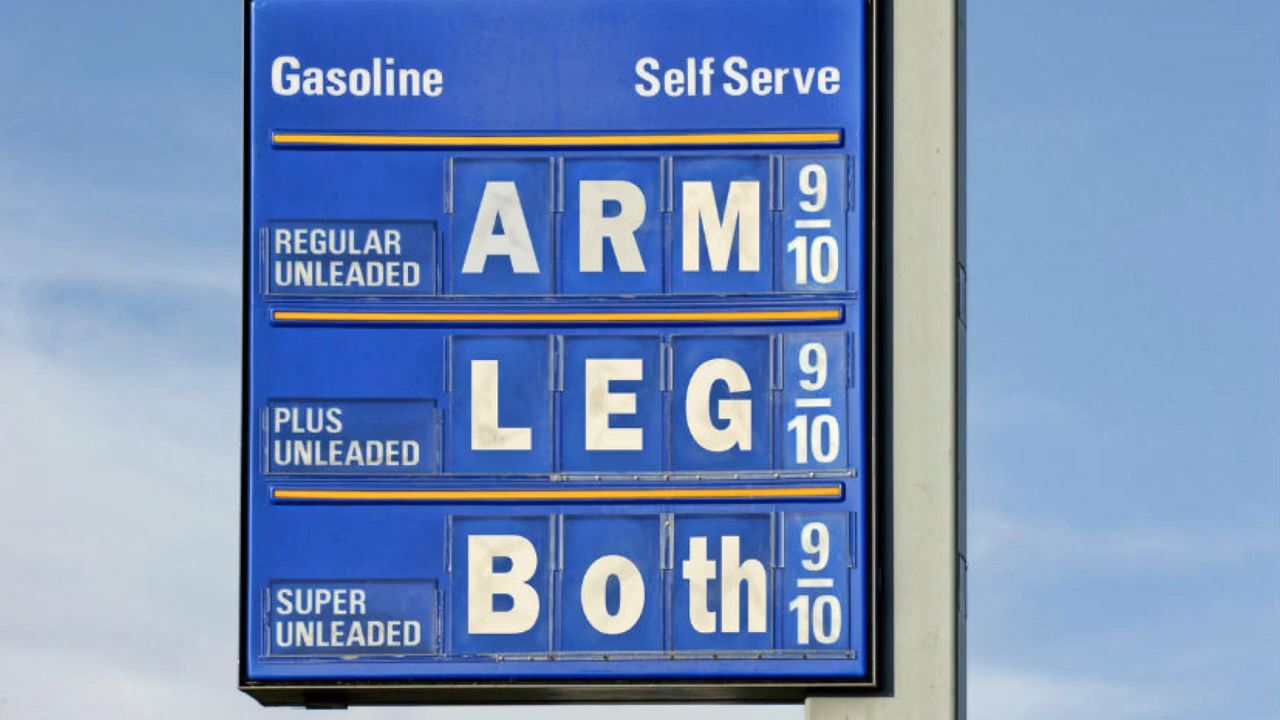 Gasoline Self Serve
REGULAR UNLEADED ARM 9/10
PLUS UNLEADED LEG 9/10
SUPER UNLEADED Both 9/10